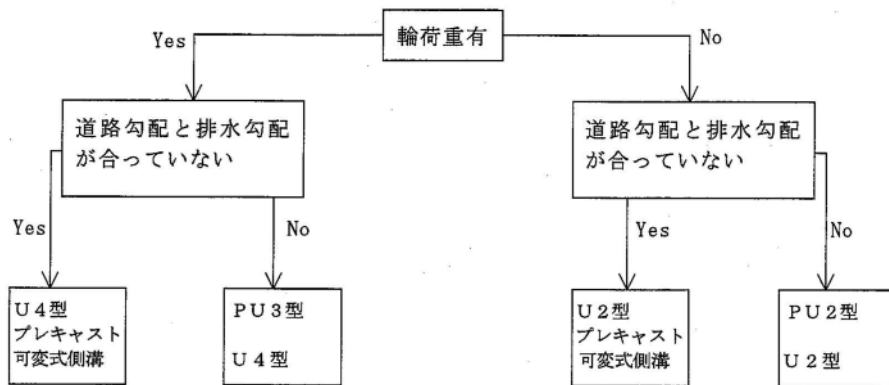 輪荷重有
Yes
No
道路勾配と排水勾配
が合っていない
道路勾配と排水勾配
が合っていない
Yes
No
Yes
No
U4型
プレキャスト
可変式側溝
PU3型
U4型
U2型
プレキャスト
可変式側溝
PU2型
U2型